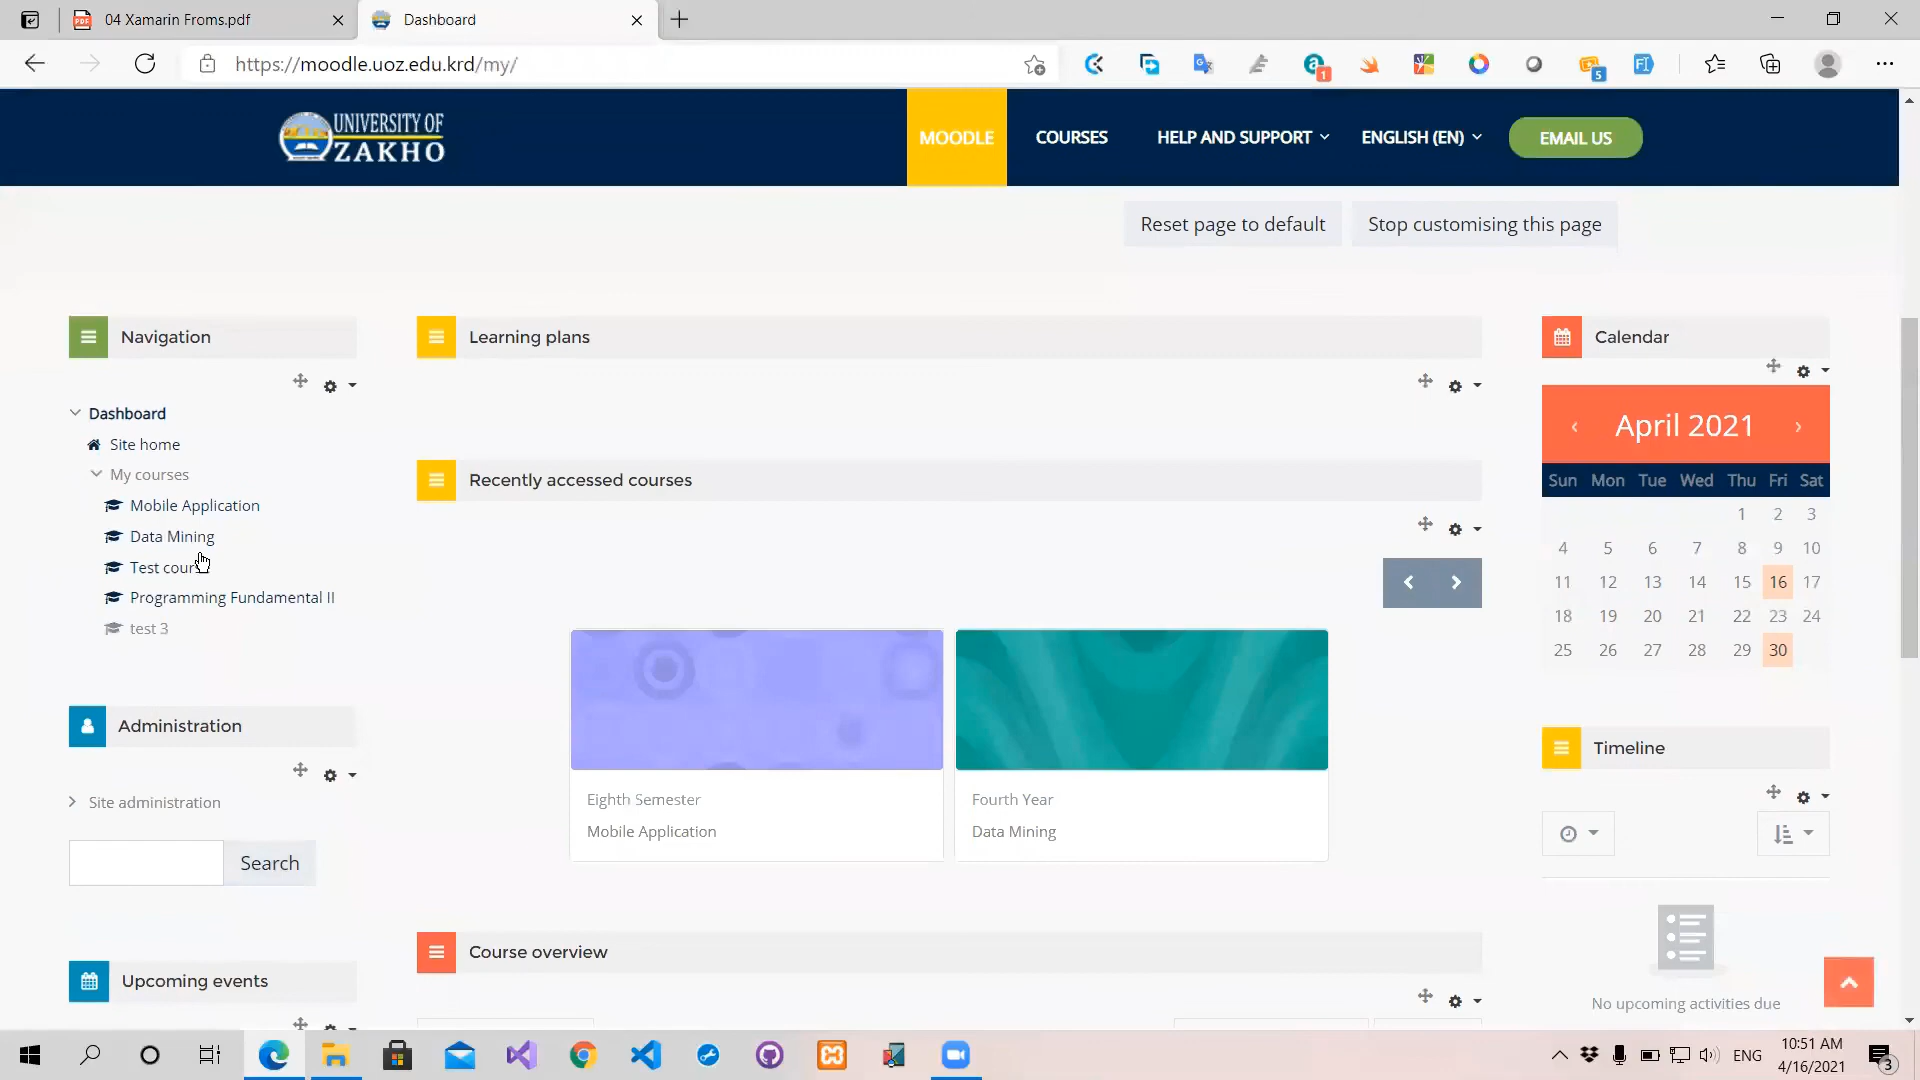 04 Xamarin Froms.pdf
Dashboard
https://moodle.uoz.edu.krd/my/
1
5
UNIVERSITY OF
ZAKHO
MOODLE
COURSES
HELP AND SUPPORT
ENGLISH (EN)
EMAIL US
Reset page to default
Stop customising this page
Navigation
Dashboard
Site home
My courses
Mobile Application
Data Mining
Programming Fundamental II
test 3
Administration
Site administration
Search
Upcoming events
Learning plans
Recently accessed courses
Eighth Semester
Mobile Application
Fourth Year
Data Mining
Course overview
Calendar
April 2021
Sun Mon Tue Wed Thu Fri Sat
1 2 3
4 5 6 7 8 9 10
11 12 13 14 15 16 17
18 19 20 21 22 23 24
25 26 27 28 29 30
Timeline
No upcoming activities due
ENG
10:51 AM
4/16/2021
3